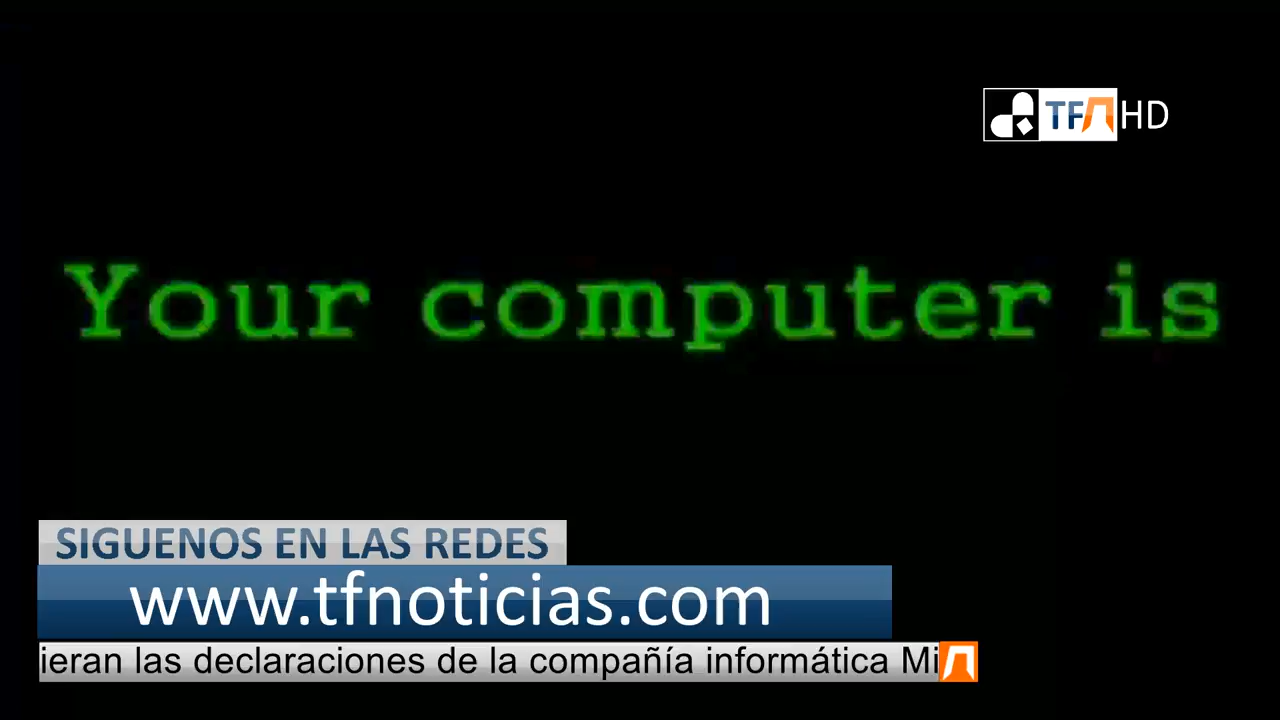 TFN HD
Your computer is
SIGUENOS EN LAS REDES
www.tfnoticias.com
ieran las declaraciones de la compañía informática Mi